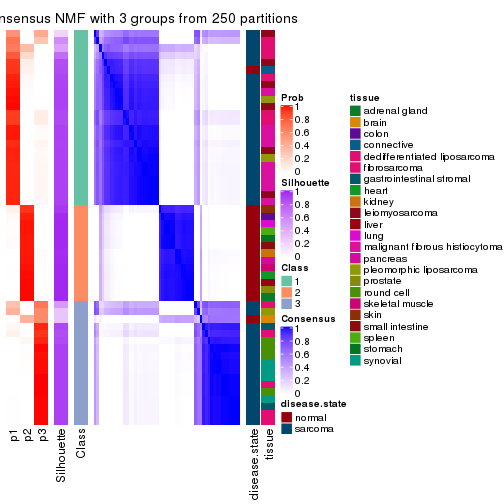 nsensus NMF with 3 groups from 250 partitions
p1
p2
p3
Silhouette
Class
disease.state
tissue
Prob
1
0.8
0.6
0.4
0.2
0
Silhouette
1
0.8
0.6
0.4
0.2
0
Class
1
2
3
Consensus
1
0.8
0.6
0.4
0.2
0
disease.state
normal
sarcoma
tissue
adrenal gland
brain
colon
connective
dedifferentiated liposarcoma
fibrosarcoma
gastrointestinal stromal
heart
kidney
leiomyosarcoma
liver
lung
malignant fibrous histiocytoma
pancreas
pleomorphic liposarcoma
prostate
round cell
skeletal muscle
skin
small intestine
spleen
stomach
synovial